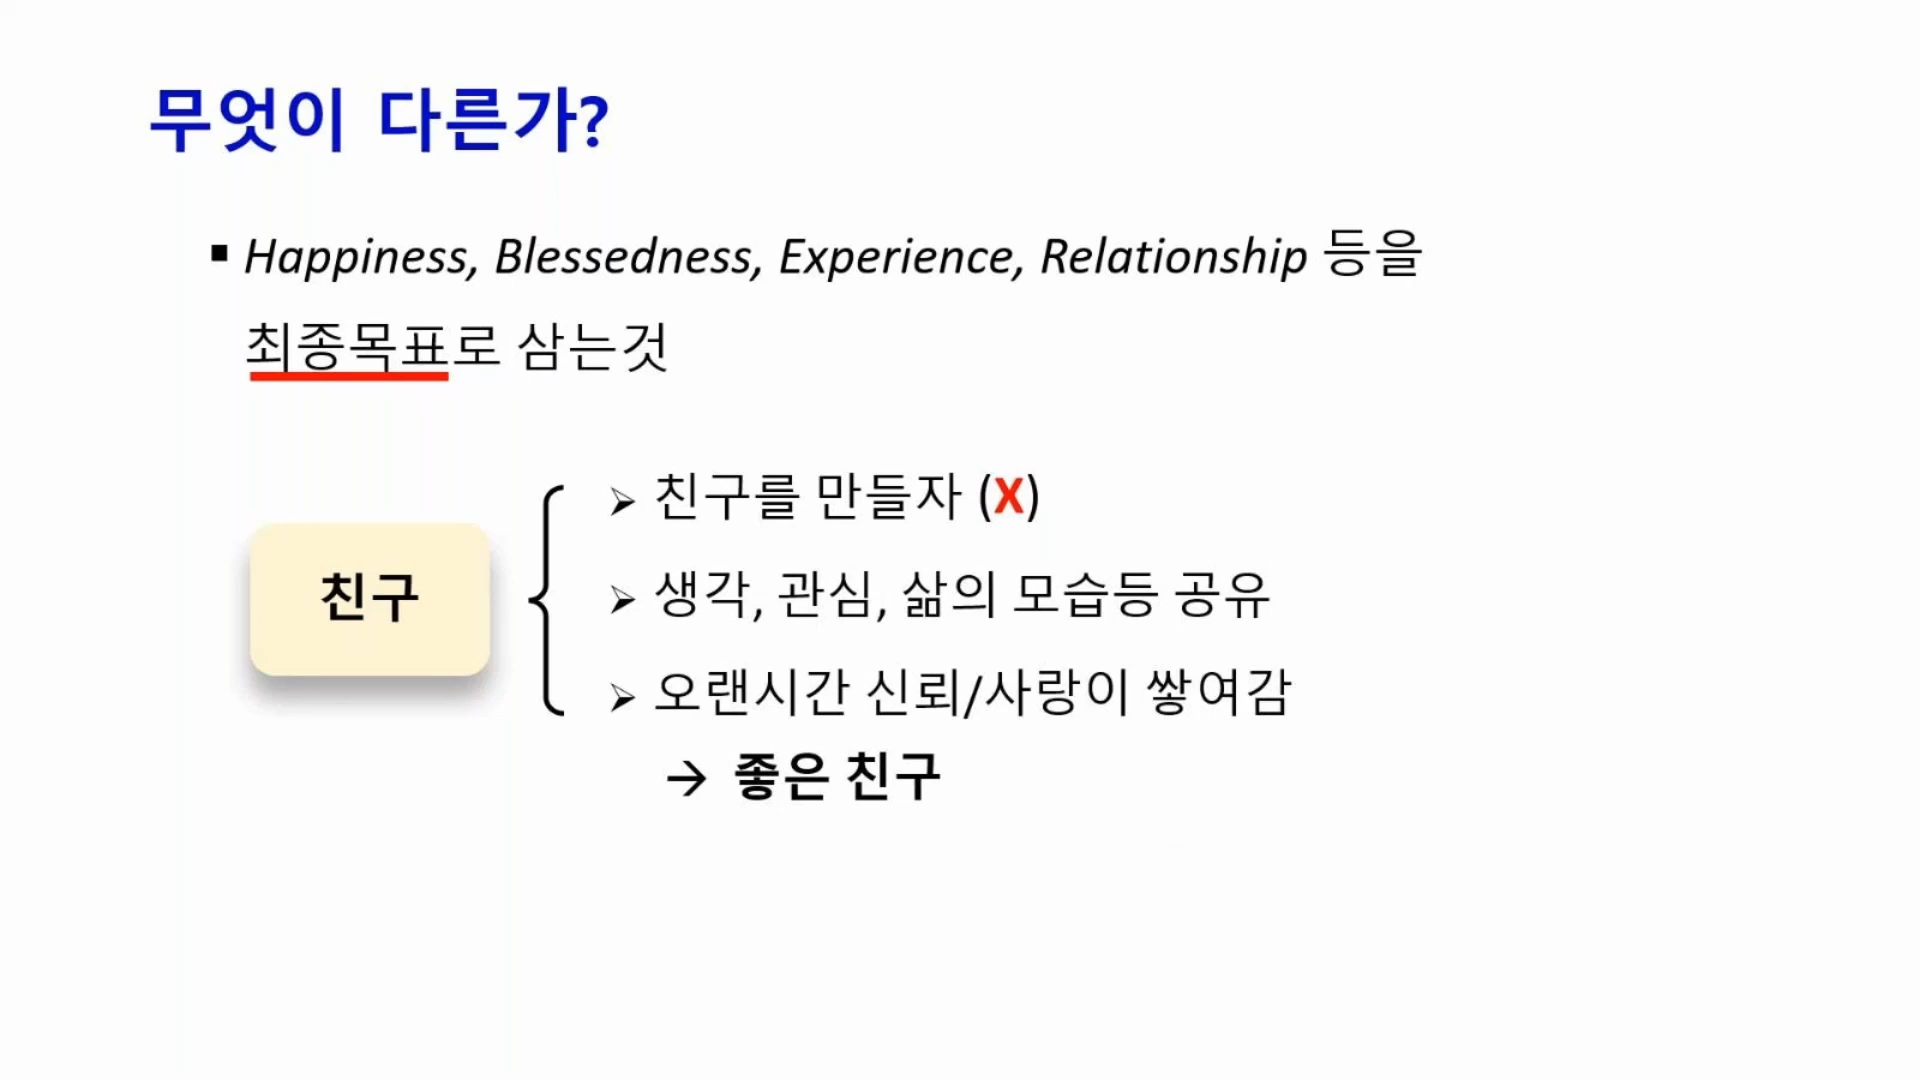 무엇이 다른가?
▪ Happiness, Blessedness, Experience, Relationship 등을
최종목표로 삼는것
친구
➢ 친구를 만들자 (X)
➢ 생각, 관심, 삶의 모습등 공유
➢ 오랜시간 신뢰/사랑이 쌓여감
→ 좋은 친구